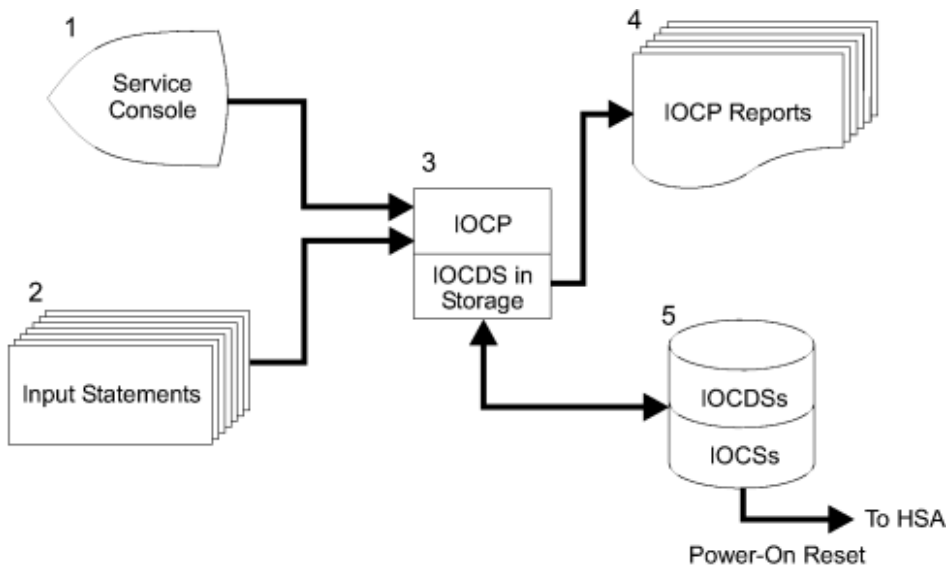 1
Service
Console
2
Input Statements
3
IOCP
IOCDS in
Storage
4
IOCP Reports
5
IOCDSs
IOCSs
To HSA
Power-On Reset